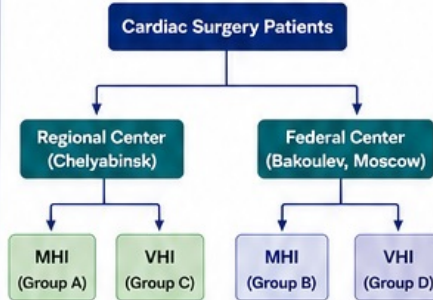 Cardiac Surgery Patients
Regional Center
(Chelyabinsk)
Federal Center
(Bakoulev, Moscow)
MHI
(Group A)
VHI
(Group C)
MHI
(Group B)
VHI
(Group D)